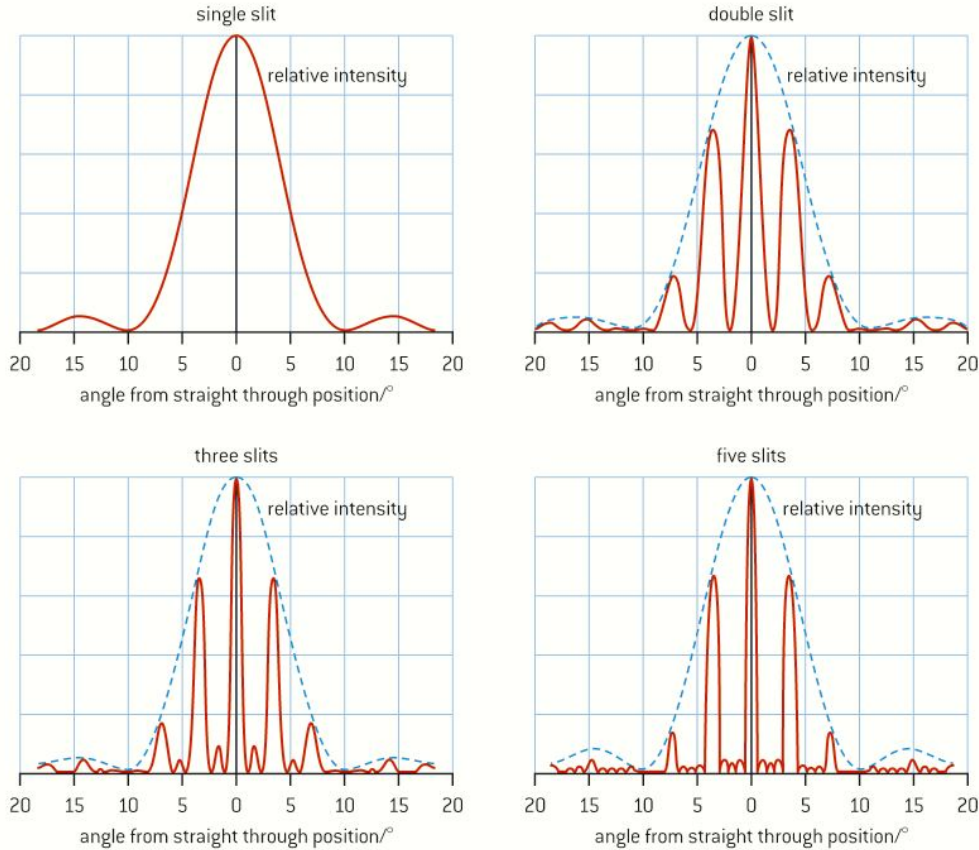 single slit
relative intensity
20 15 10 5 0 5 10 15 20
angle from straight through position/°
double slit
relative intensity
20 15 10 5 0 5 10 15 20
angle from straight through position/°
three slits
relative intensity
20 15 10 5 0 5 10 15 20
angle from straight through position/°
five slits
relative intensity
20 15 10 5 0 5 10 15 20
angle from straight through position/°